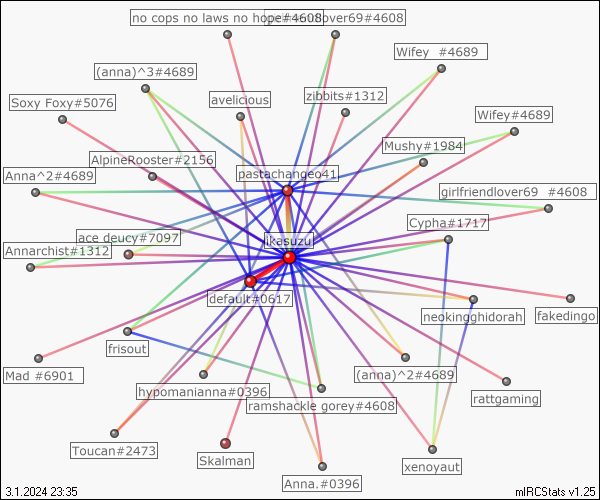 no cops no laws no hope#4608
over69#4608
Wifey  #4689
(anna)^3#4689
zibbits#1312
avelicious
Soxy Foxy#5076
Wifey#4689
Mushy#1984
AlpineRooster#2156
pastachangeo41
Anna^2#4689
girlfriendlover69  #4608
Cypha#1717
ace deucy#7097
ikasuzu
Annarchist#1312
default#0617
neokingghidorah
fakedingo
frisout
Mad #6901
(anna)^2#4689
hypomanianna#0396
rattgaming
ramshackle gorey#4608
Toucan#2473
Skalman
xenoyaut
Anna.#0396
3.1.2024 23:35
mIRCStats v1.25